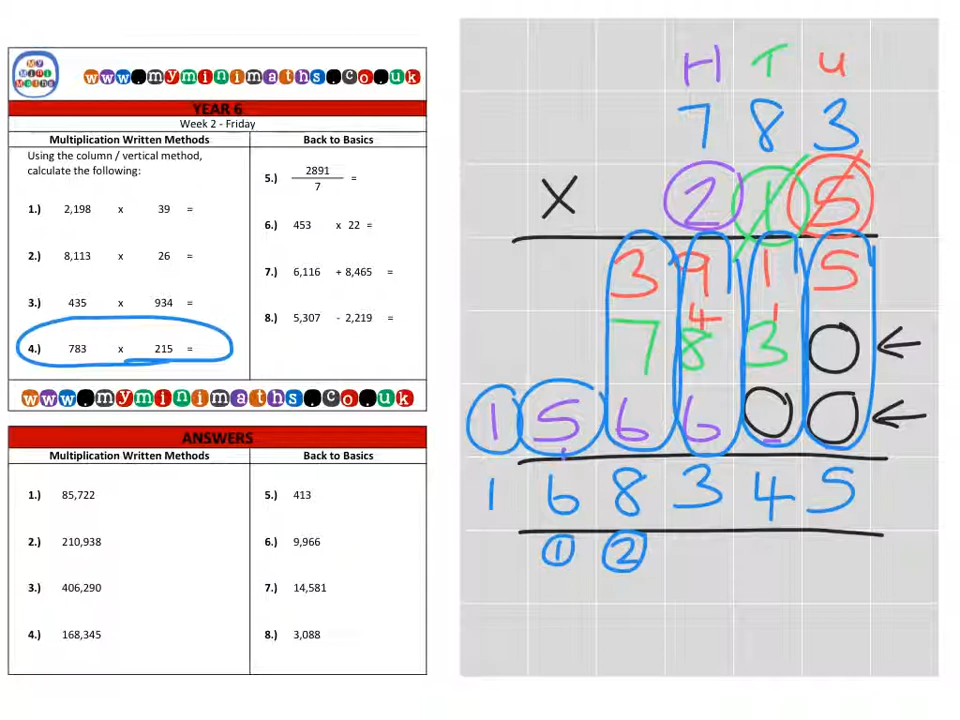 My
Mini
Maths
www.myminimaths.co.uk
YEAR 6
Week 2 - Friday
Multiplication Written Methods
Using the column / vertical method,
calculate the following:
1.) 2,198 x 39 =
2.) 8,113 x 26 =
3.) 435 x 934 =
4.) 783 x 215 =
Back to Basics
5.) 2891
7 =
6.) 453 x 22 =
7.) 6,116 + 8,465 =
8.) 5,307 - 2,219 =
www.myminimaths.co.uk
ANSWERS
Multiplication Written Methods
1.) 85,722
2.) 210,938
3.) 406,290
4.) 168,345
Back to Basics
5.) 413
6.) 9,966
7.) 14,581
8.) 3,088
H T U
7 8 3
X 2 1 5
3 9 1 5
4 1
7 8 3 0
1 5 6 6 0 0
1 6 8 3 4 5
1 2